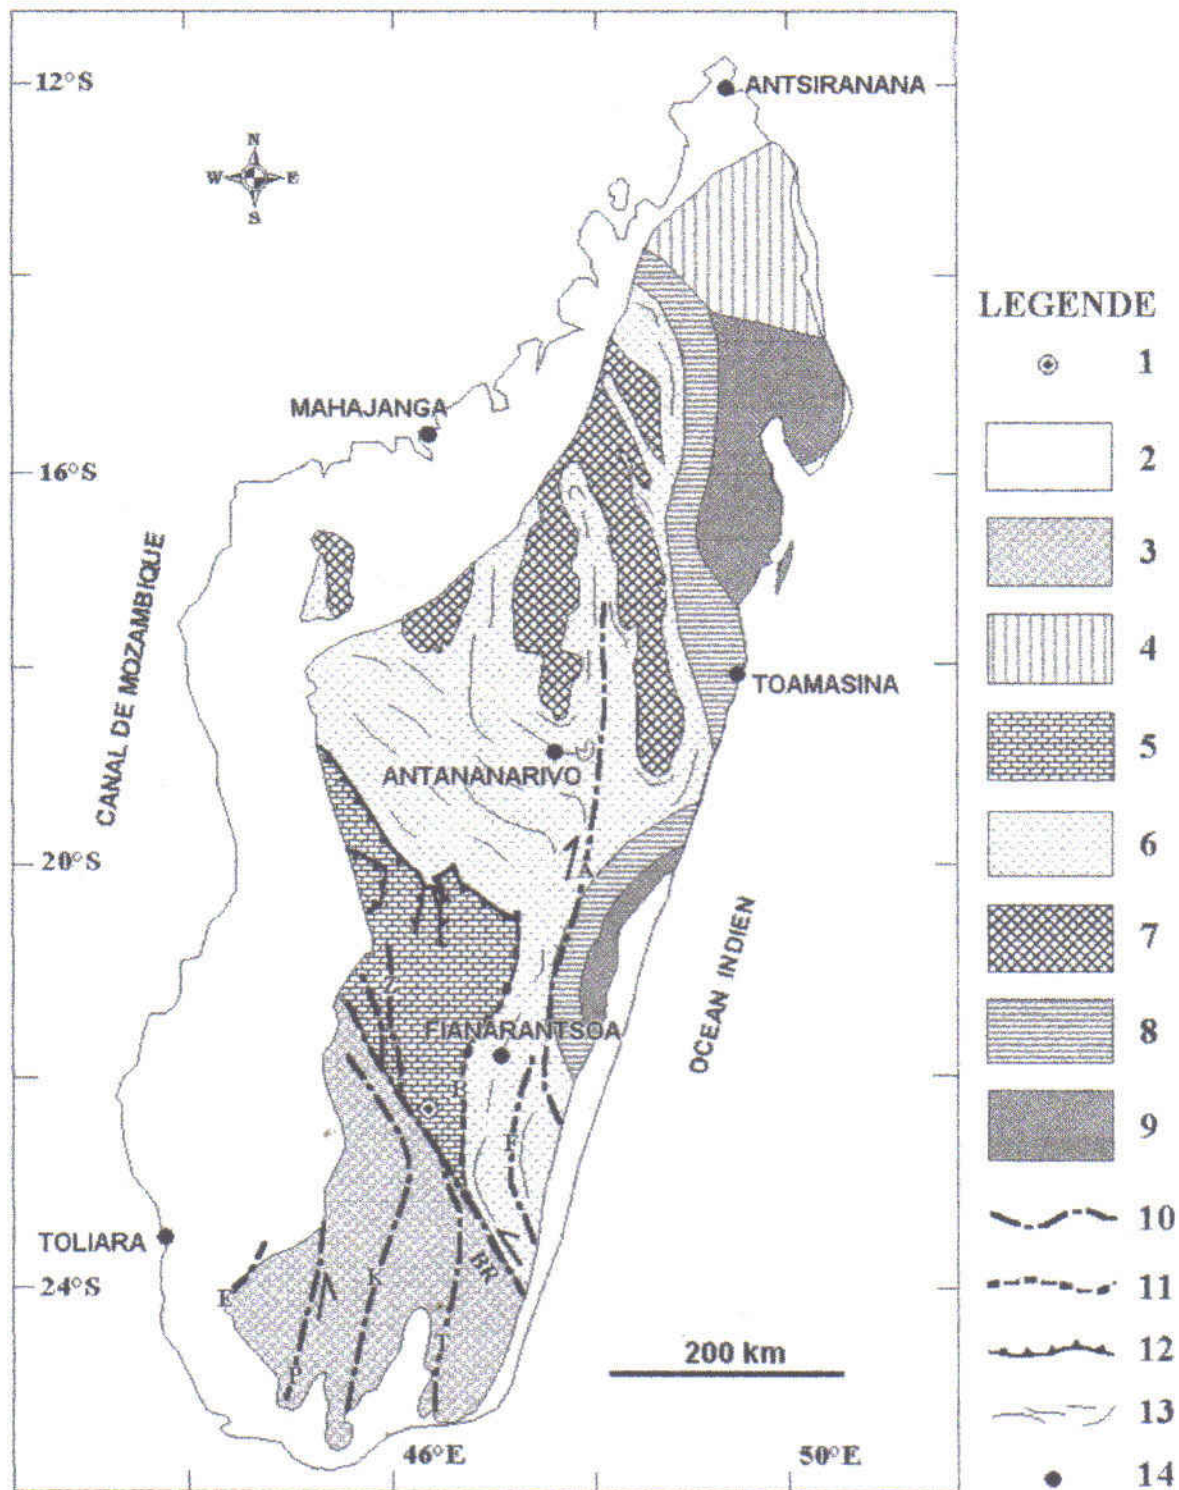 12°S
ANTSIRANANA
N
W E
S
LEGENDE
1
MAHAJANGA
2
16°S
3
CANAL DE MOZAMBIQUE
4
TOAMASINA
5
ANTANANARIVO
6
20°S
A
7
OCEAN INDIEN
Z
8
FIANARANTSOA
9
F
10
TOLIARA
BR
24°S
E
K
11
I
P
200 km
12
13
46°E
50°E
14